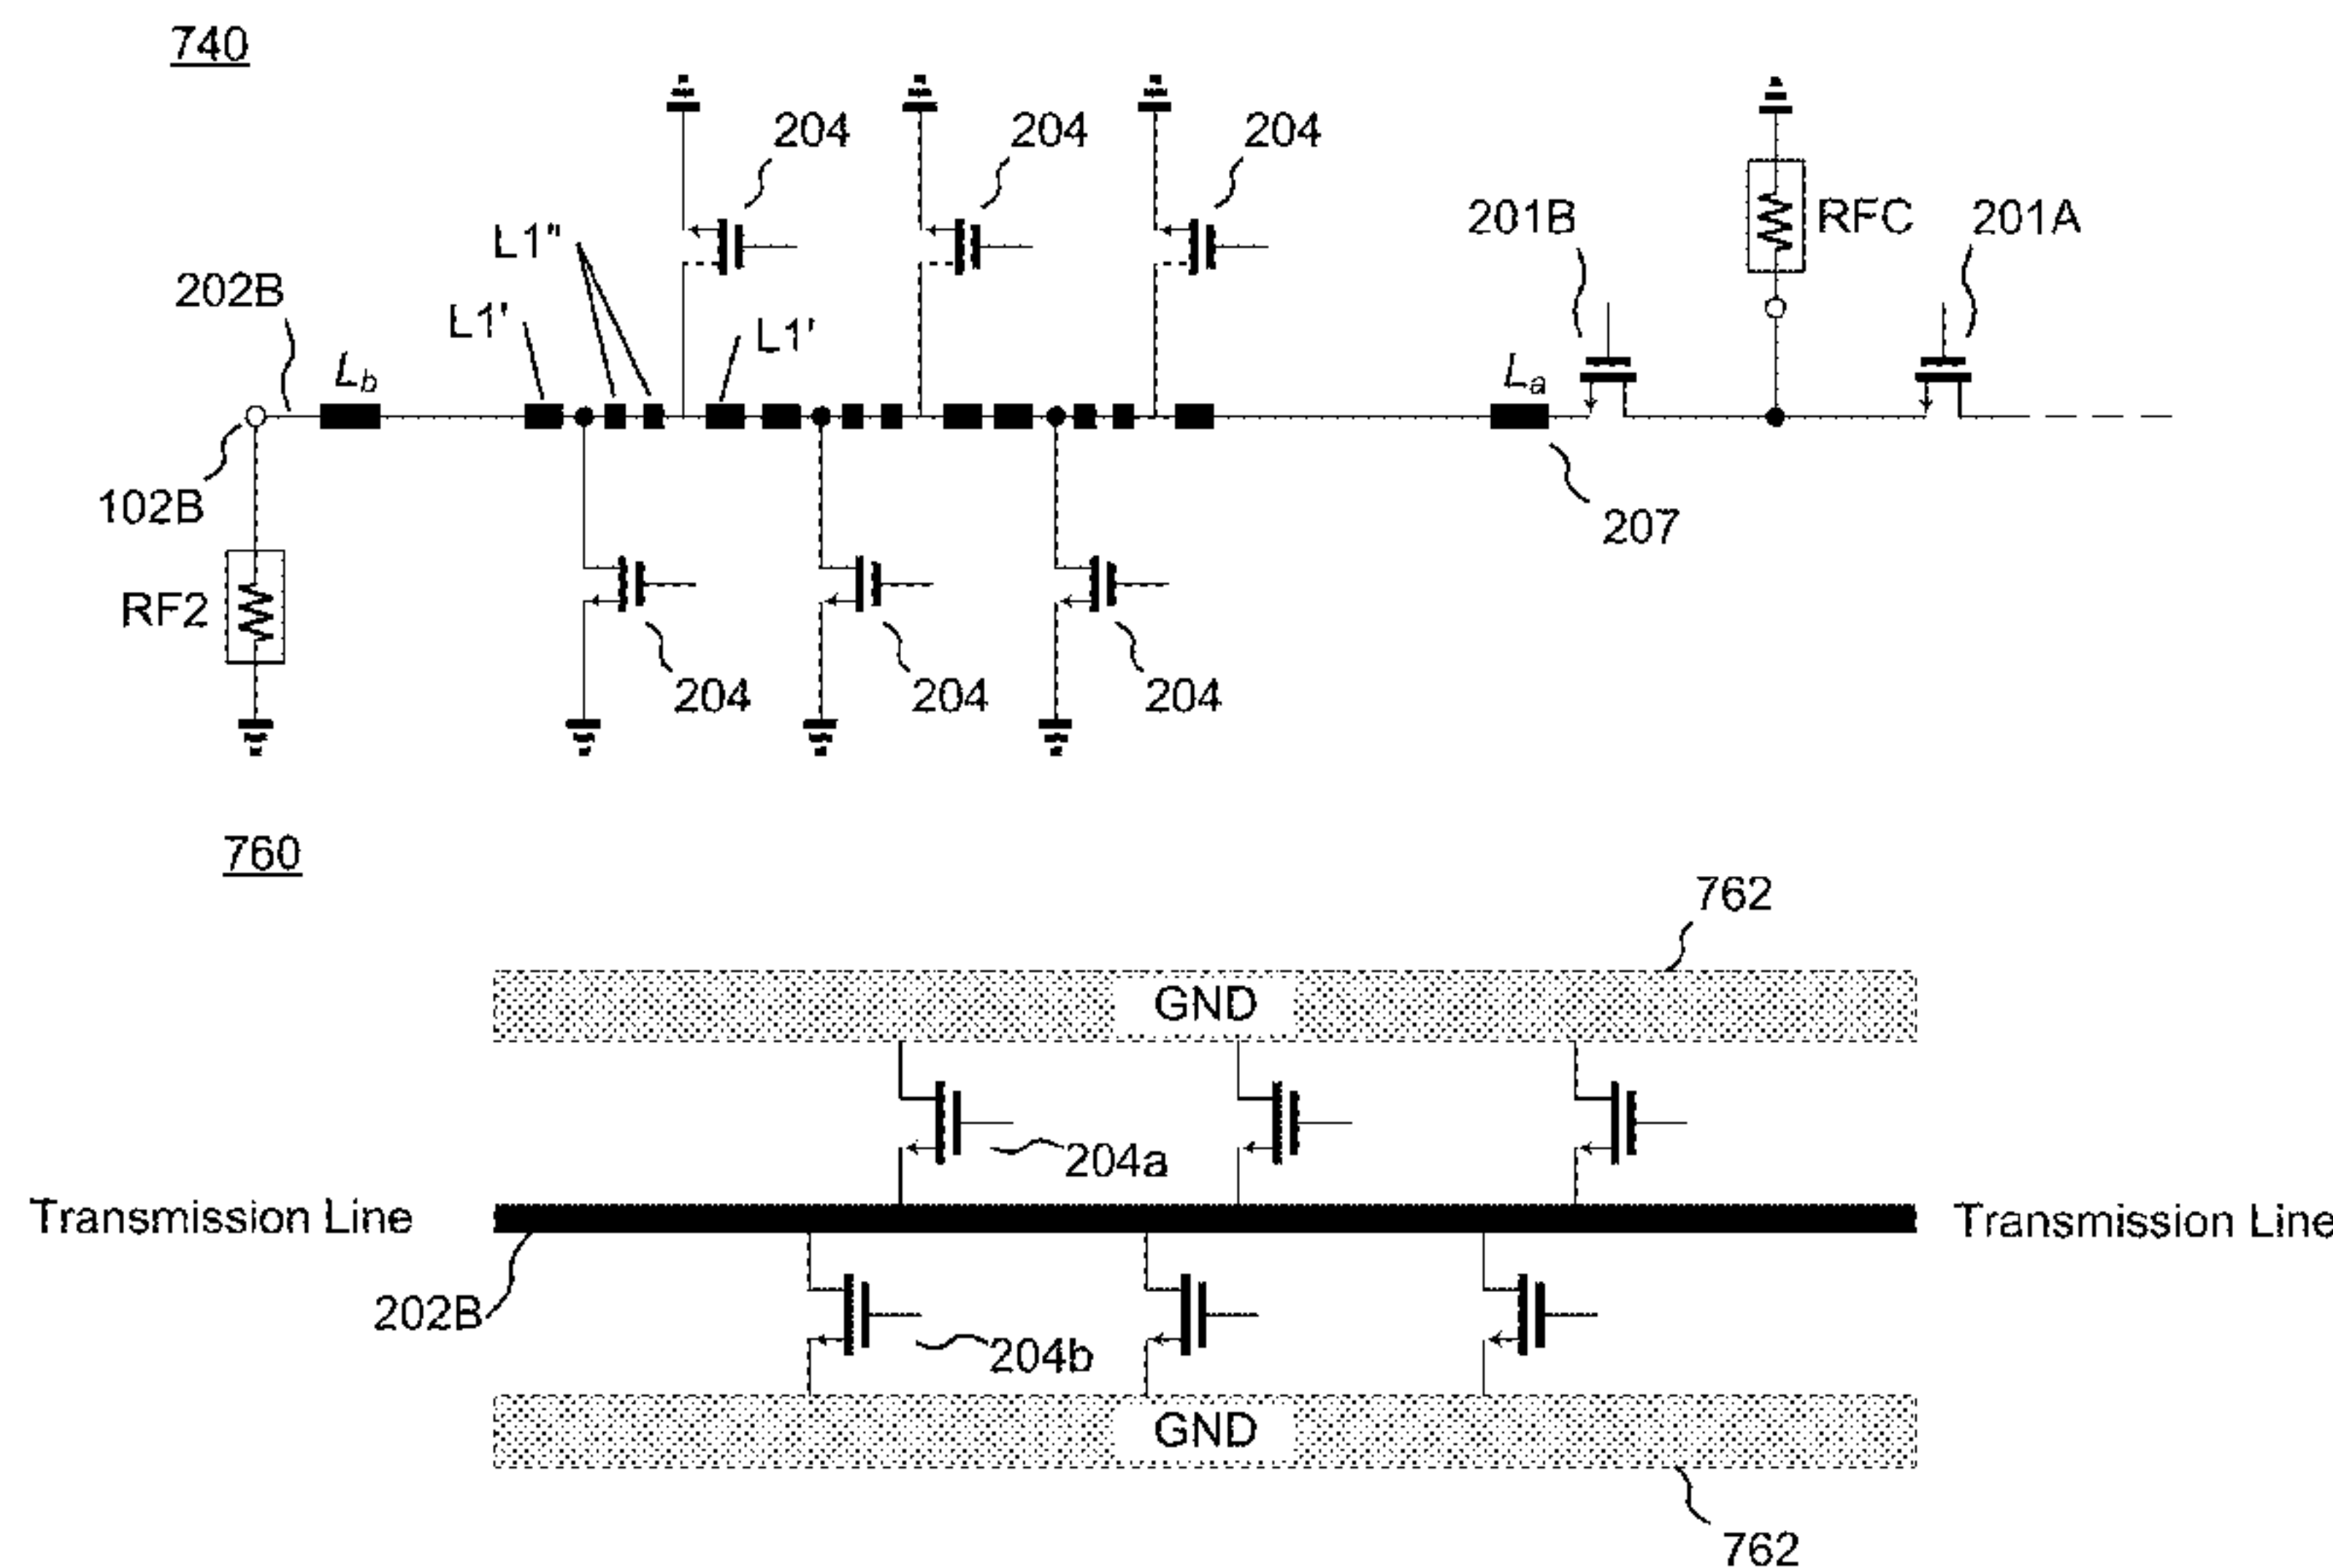 740
204 204 204
201B RFC 201A
L1"
202B
L1' L1'
Lb La
102B
207
RF2
204 204 204
760
762
GND
204a
Transmission Line Transmission Line
202B
204b
GND
762